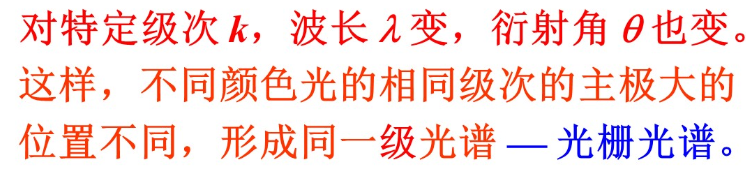 对特定级次 k，波长 λ 变，衍射角 θ 也变。
这样，不同颜色光的相同级次的主极大的
位置不同，形成同一级光谱 — 光栅光谱。